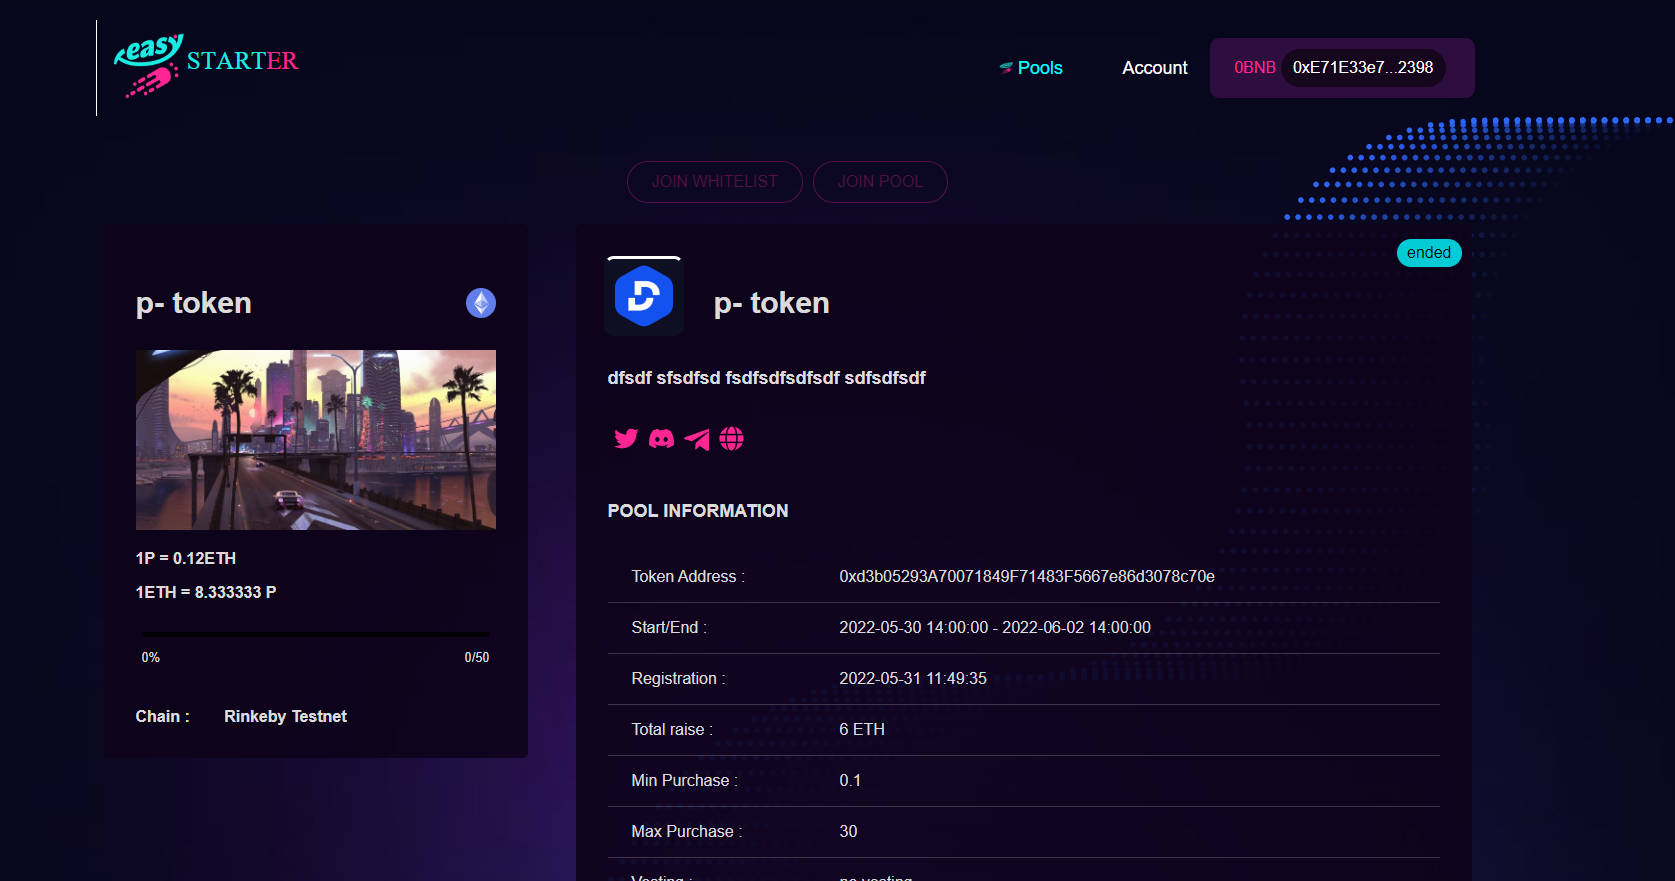 easy STARTER
Pools
Account
0BNB 0xE71E33e7...2398
JOIN WHITELIST
JOIN POOL
p- token
1P = 0.12ETH
1ETH = 8.333333 P
0% 0/50
Chain : Rinkeby Testnet
ended
p- token
dfsdf sfsdfsd fsdfsdfsdfsdf sdfsdfsdf
POOL INFORMATION
Token Address : 0xd3b05293A70071849F71483F5667e86d3078c70e
Start/End : 2022-05-30 14:00:00 - 2022-06-02 14:00:00
Registration : 2022-05-31 11:49:35
Total raise : 6 ETH
Min Purchase : 0.1
Max Purchase : 30
Vesting : no vesting